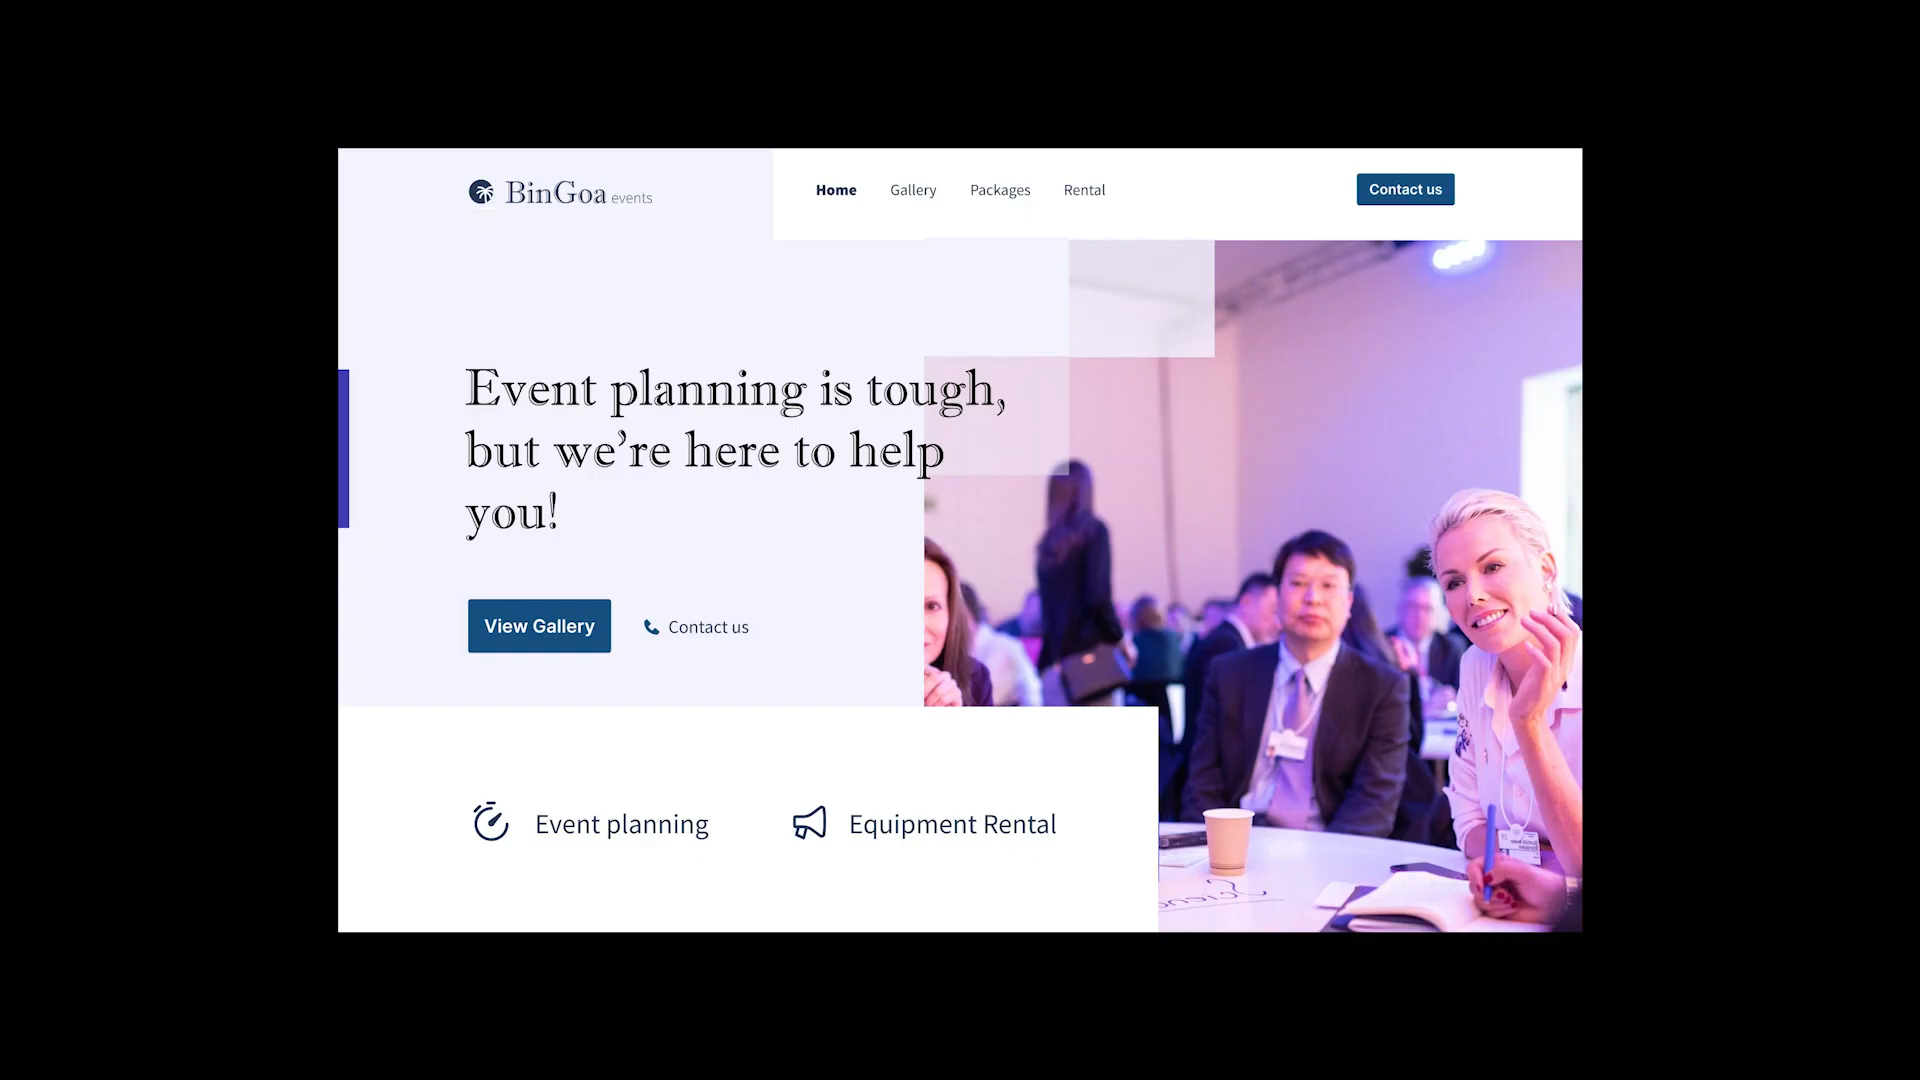 BinGoa events
Home
Gallery
Packages
Rental
Contact us
Event planning is tough,
but we’re here to help
you!
View Gallery
Contact us
Event planning
Equipment Rental